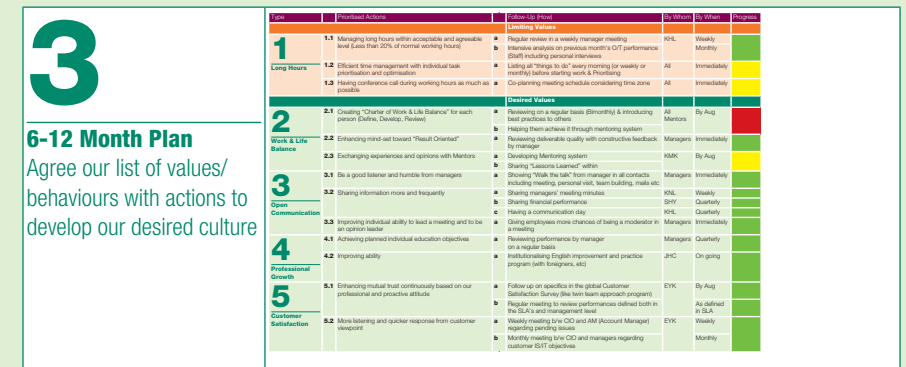 3
6-12 Month Plan
Agree our list of values/
behaviours with actions to
develop our desired culture
Type Prioritised Actions Follow-Up (How) By Whom By When Progress
Limiting Values
1
Long Hours
1.1 Managing long hours within acceptable and agreeable
level (Less than 20% of normal working hours)
a Regular review in a weekly manager meeting KHL Weekly
b Intensive analysis on previous month's O/T performance Monthly
(Staff) including personal interviews
1.2 Efficient time management with individual task
prioritisation and optimisation
a Listing all "things to do" every morning (or weekly or All Immediately
monthly) before starting work & Prioritising
1.3 Having conference call during working hours as much as
possible
a Co-planning meeting schedule considering time zone All Immediately
Desired Values
2
Work & Life
Balance
2.1 Creating "Charter of Work & Life Balance" for each
person (Define, Develop, Review)
a Reviewing on a regular basis (Bimonthly) & introducing All By Aug
best practices to others Mentors
b Helping them achieve it through mentoring system
2.2 Enhancing mind-set toward "Result Oriented"
a Reviewing deliverable quality with constructive feedback Managers Immediately
by manager
2.3 Exchanging experiences and opinions with Mentors
a Developing Mentoring system KMK By Aug
b Sharing "Lessons Learned" within
3
Open
Communication
3.1 Be a good listener and humble from managers
a Showing "Walk the talk" from manager in all contacts Managers Immediately
including meeting, personal visit, team building, mails etc
3.2 Sharing information more and frequently
a Sharing managers' meeting minutes KNL Weekly
b Sharing financial performance SHY Quarterly
c Having a communication day KHL Quarterly
3.3 Improving individual ability to lead a meeting and to be
an opinion leader
a Giving employees more chances of being a moderator in Managers Immediately
a meeting
4
Professional
Growth
4.1 Achieving planned individual education objectives
a Reviewing performance by manager Managers Quarterly
on a regular basis
4.2 Improving ability
a Institutionalising English improvement and practice JHC On going
program (with foreigners, etc)
5
Customer
Satisfaction
5.1 Enhancing mutual trust continuously based on our
professional and proactive attitude
a Follow up on specifics in the global Customer EYK By Aug
Satisfaction Survey (like twin team approach program)
b Regular meeting to review performances defined both in As defined
the SLA's and management level in SLA
5.2 More listening and quicker response from customer
viewpoint
a Weekly meeting b/w CIO and AM (Account Manager) EYK Weekly
regarding pending issues
b Monthly meeting b/w CIO and managers regarding Monthly
customer IS/IT objectives